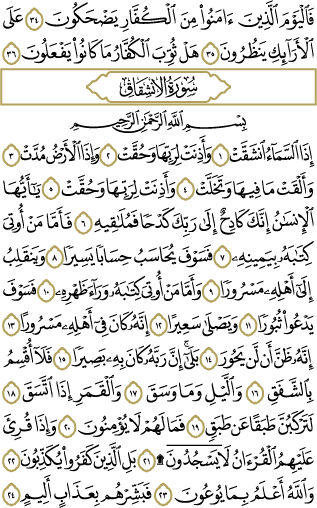 فَٱلْيَوْمَ ٱلَّذِينَ ءَامَنُوا۟ مِنَ ٱلْكُفَّارِ يَضْحَكُونَ ٣٤ عَلَى
ٱلْأَرَآئِكِ يَنظُرُونَ ٣٥ هَلْ ثُوِّبَ ٱلْكُفَّارُ مَا كَانُوا۟ يَفْعَلُونَ ٣٦
سُورَةُ الانشِقَاقِ
بِسْمِ ٱللَّهِ ٱلرَّحْمَٰنِ ٱلرَّحِيمِ
إِذَا ٱلسَّمَآءُ ٱنشَقَّتْ ١ وَأَذِنَتْ لِرَبِّهَا وَحُقَّتْ ٢ وَإِذَا ٱلْأَرْضُ مُدَّتْ ٣
وَأَلْقَتْ مَا فِيهَا وَتَخَلَّتْ ٤ وَأَذِنَتْ لِرَبِّهَا وَحُقَّتْ ٥ يَٰٓأَيُّهَا
ٱلْإِنسَٰنُ إِنَّكَ كَادِحٌ إِلَىٰ رَبِّكَ كَدْحًا فَمُلَٰقِيهِ ٦ فَأَمَّا مَنْ أُوتِىَ
كِتَٰبَهُۥ بِيَمِينِهِۦ ٧ فَسَوْفَ يُحَاسَبُ حِسَابًا يَسِيرًا ٨ وَيَنقَلِبُ
إِلَىٰٓ أَهْلِهِۦ مَسْرُورًا ٩ وَأَمَّا مَنْ أُوتِىَ كِتَٰبَهُۥ وَرَآءَ ظَهْرِهِۦ ١٠ فَسَوْفَ
يَدْعُوا۟ ثُبُورًا ١١ وَيَصْلَىٰ سَعِيرًا ١٢ إِنَّهُۥ كَانَ فِىٓ أَهْلِهِۦ مَسْرُورًا ١٣
إِنَّهُۥ ظَنَّ أَن لَّن يَحُورَ ١٤ بَلَىٰٓ إِنَّ رَبَّهُۥ كَانَ بِهِۦ بَصِيرًا ١٥ فَلَآ أُقْسِمُ
بِٱلشَّفَقِ ١٦ وَٱلَّيْلِ وَمَا وَسَقَ ١٧ وَٱلْقَمَرِ إِذَا ٱتَّسَقَ ١٨
لَتَرْكَبُنَّ طَبَقًا عَن طَبَقٍ ١٩ فَمَا لَهُمْ لَا يُؤْمِنُونَ ٢٠ وَإِذَا قُرِئَ
عَلَيْهِمُ ٱلْقُرْءَانُ لَا يَسْجُدُونَ ۩ ٢١ بَلِ ٱلَّذِينَ كَفَرُوا۟ يُكَذِّبُونَ ٢٢
وَٱللَّهُ أَعْلَمُ بِمَا يُوعُونَ ٢٣ فَبَشِّرْهُم بِعَذَابٍ أَلِيمٍ ٢٤